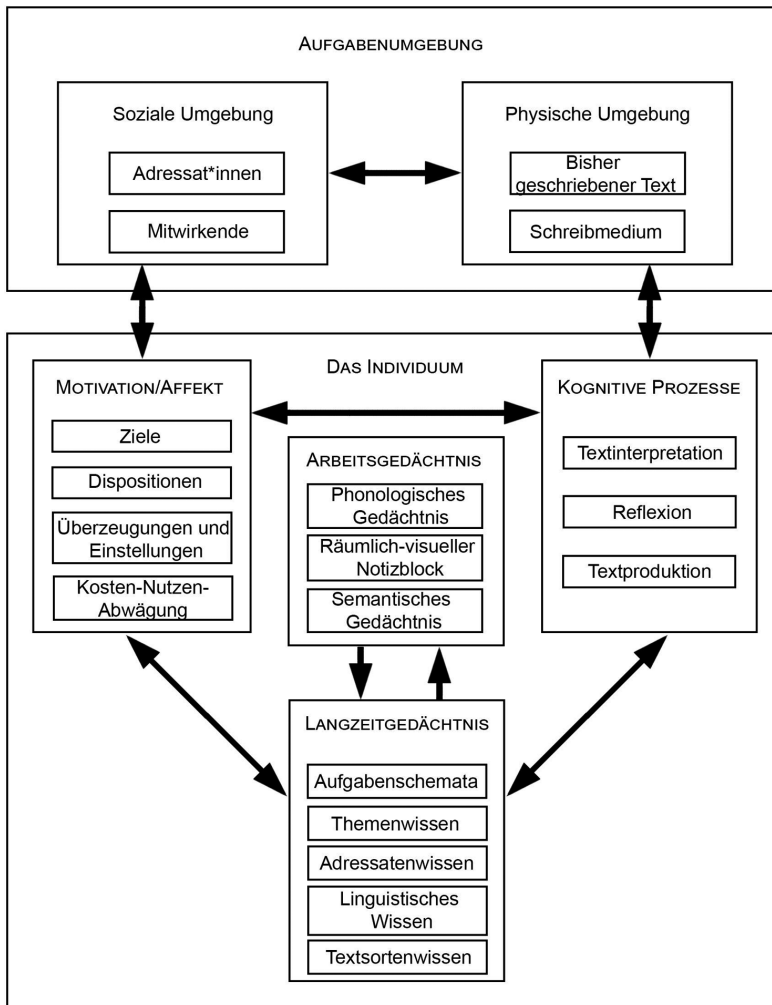 AUFGABENUMGEBUNG
Soziale Umgebung
Adressat*innen
Mitwirkende
Physische Umgebung
Bisher
geschriebener Text
Schreibmedium
DAS INDIVIDUUM
MOTIVATION/AFFEKT
Ziele
Dispositionen
Überzeugungen und
Einstellungen
Kosten-Nutzen-
Abwägung
ARBEITSGEDÄCHTNIS
Phonologisches
Gedächtnis
Räumlich-visueller
Notizblock
Semantisches
Gedächtnis
KOGNITIVE PROZESSE
Textinterpretation
Reflexion
Textproduktion
LANGZEITGEDÄCHTNIS
Aufgabenschemata
Themenwissen
Adressatenwissen
Linguistisches
Wissen
Textsortenwissen